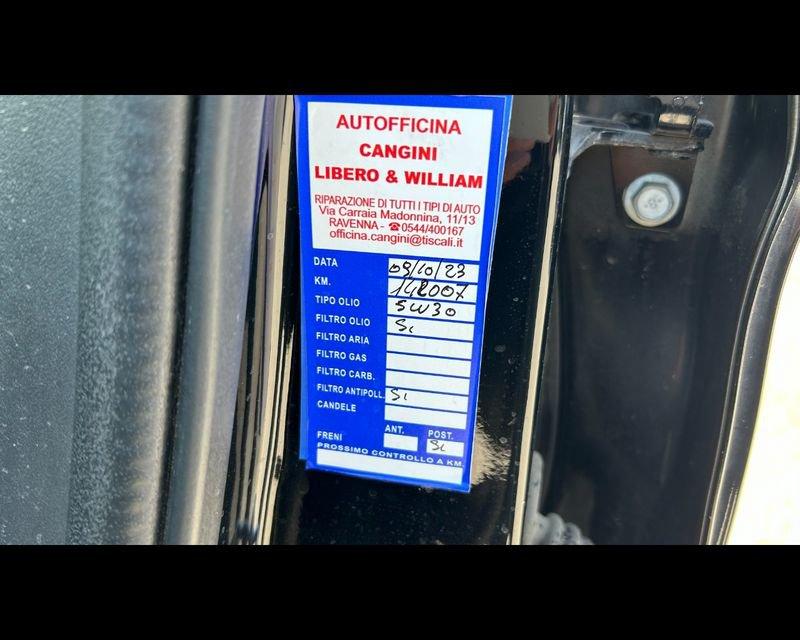 AUTOFFICINA
CANGINI
LIBERO & WILLIAM
RIPARAZIONE DI TUTTI I TIPI DI AUTO
Via Carraia Madonnina, 11/13
RAVENNA - ☎0544/400167
officina.cangini@tiscali.it
DATA 09/10/23
KM. 142007
TIPO OLIO 5W30
FILTRO OLIO Si
FILTRO ARIA
FILTRO GAS
FILTRO CARB.
FILTRO ANTIPOLL. Si
CANDELE
ANT. POST.
FRENI Si
PROSSIMO CONTROLLO A KM.